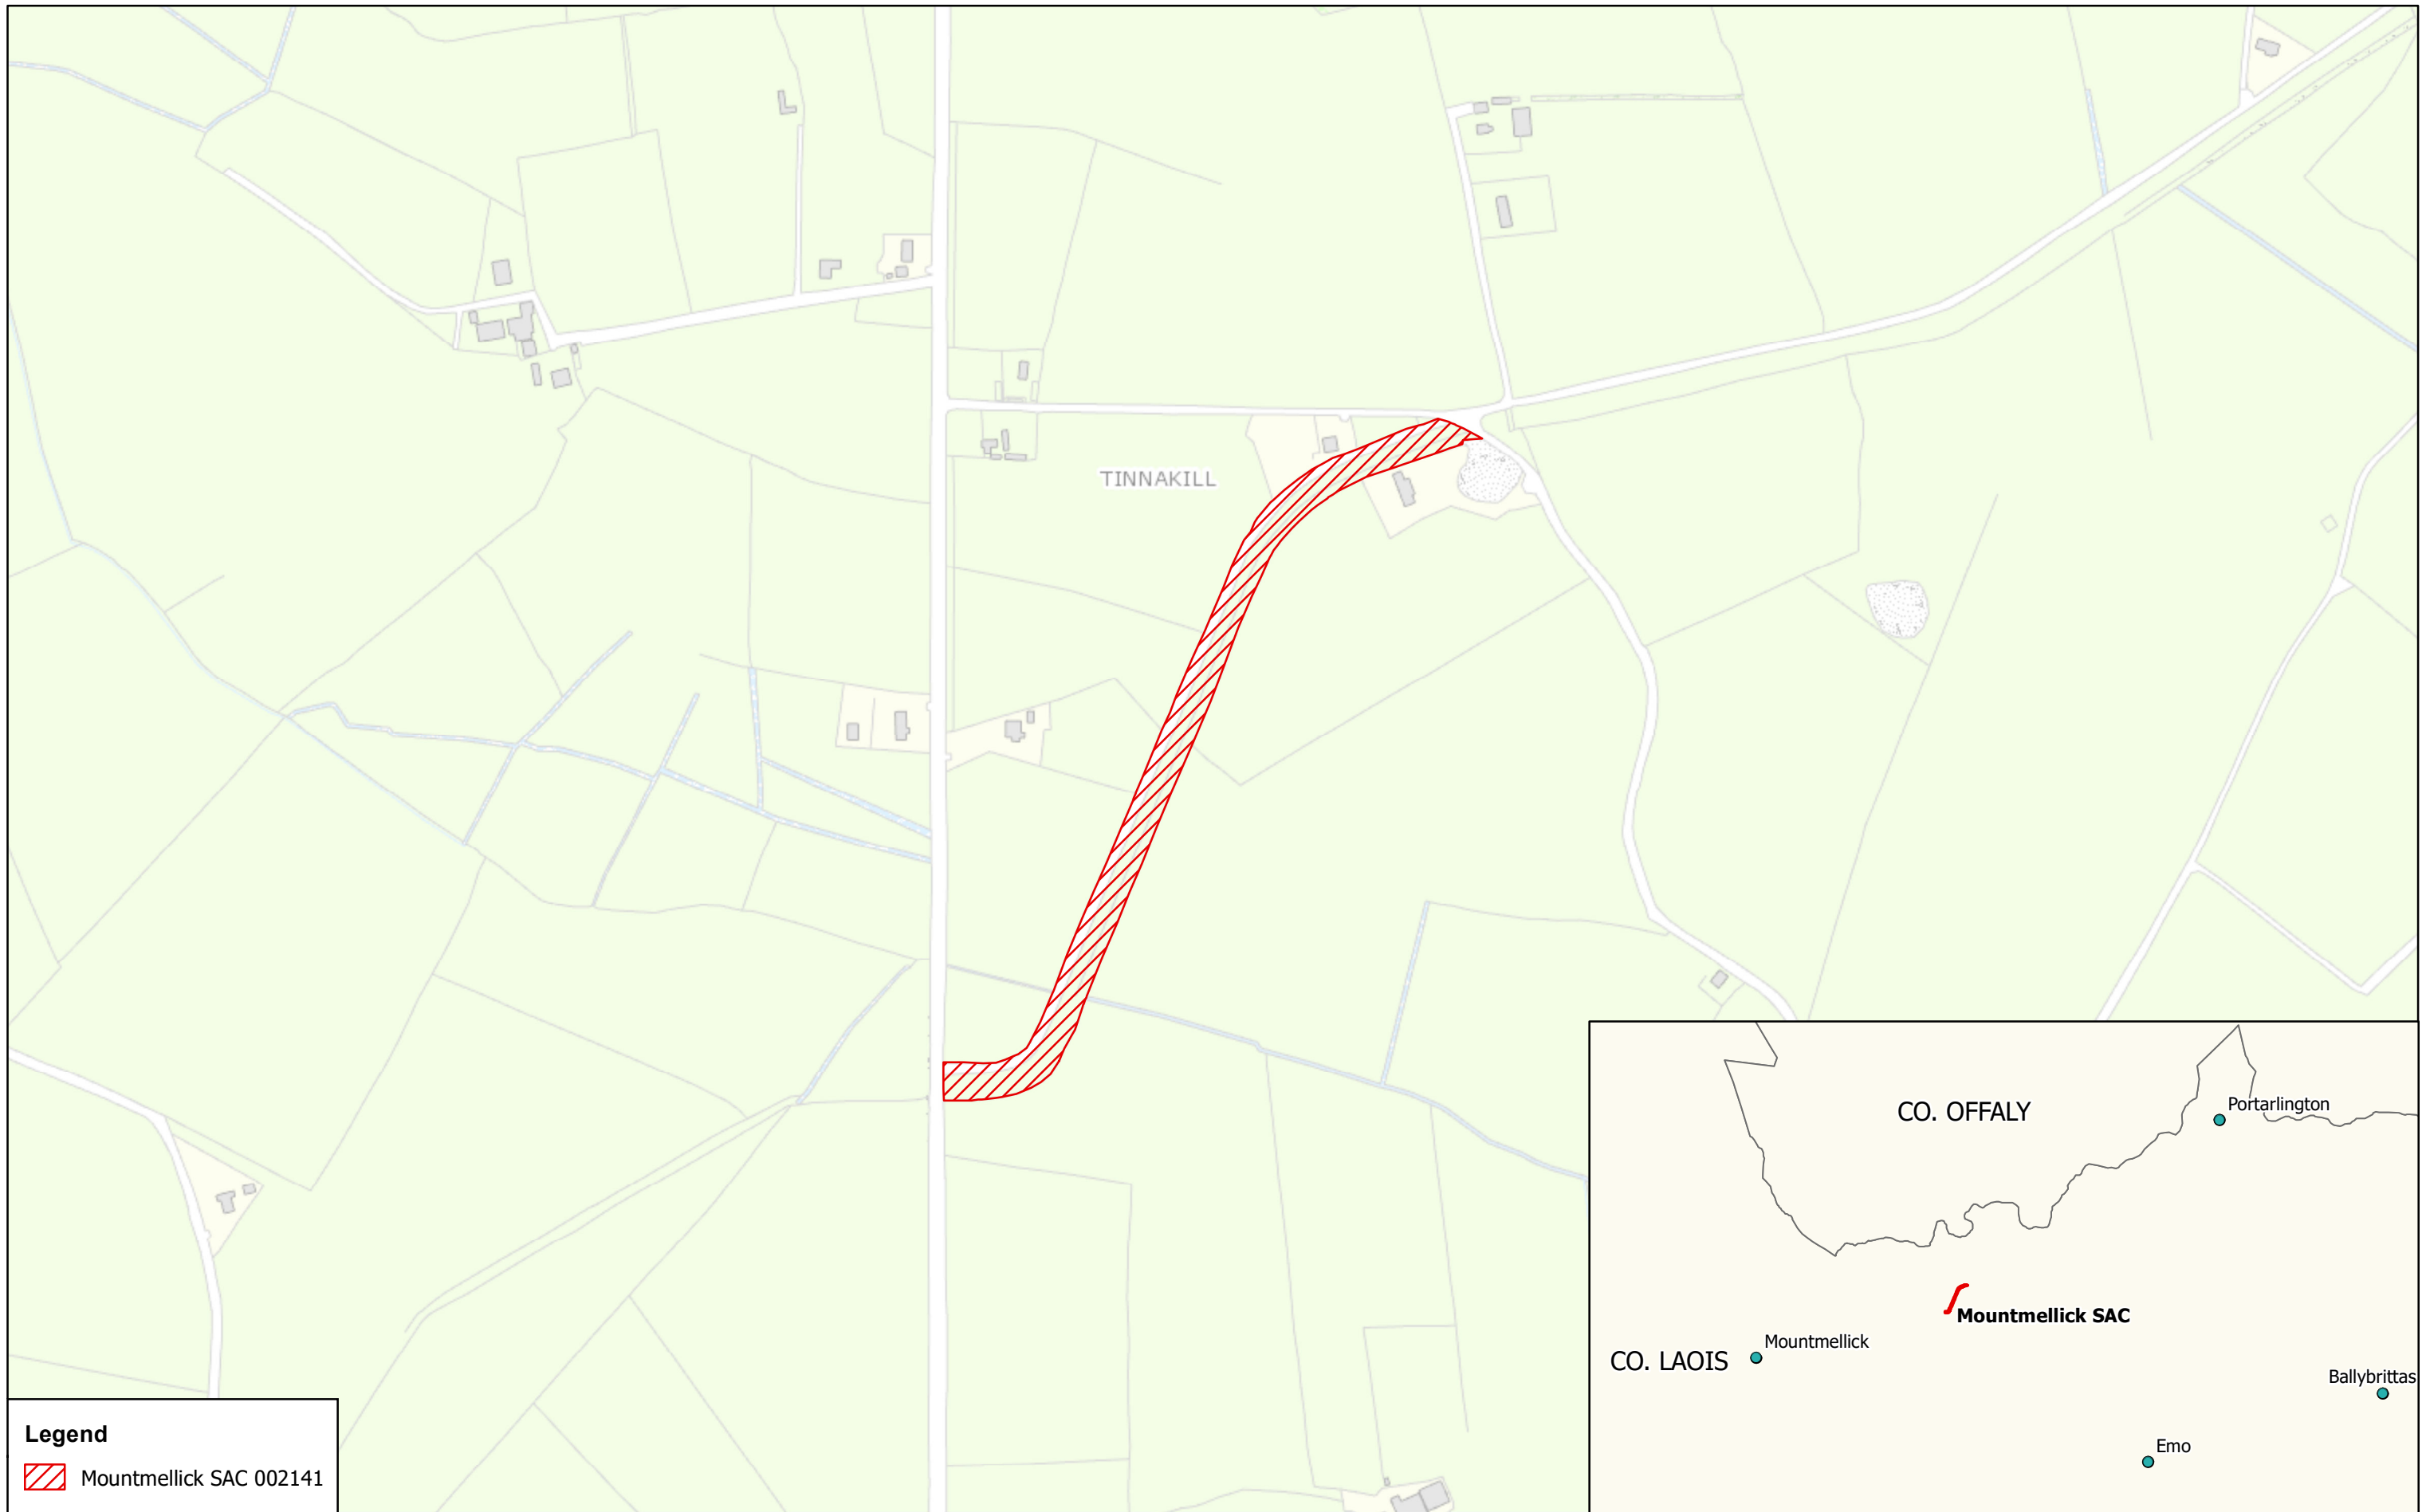 TINNAKILL
CO. OFFALY
Portarlington
Mountmellick SAC
Mountmellick
CO. LAOIS
Ballybrittas
Emo
Legend
Mountmellick SAC 002141